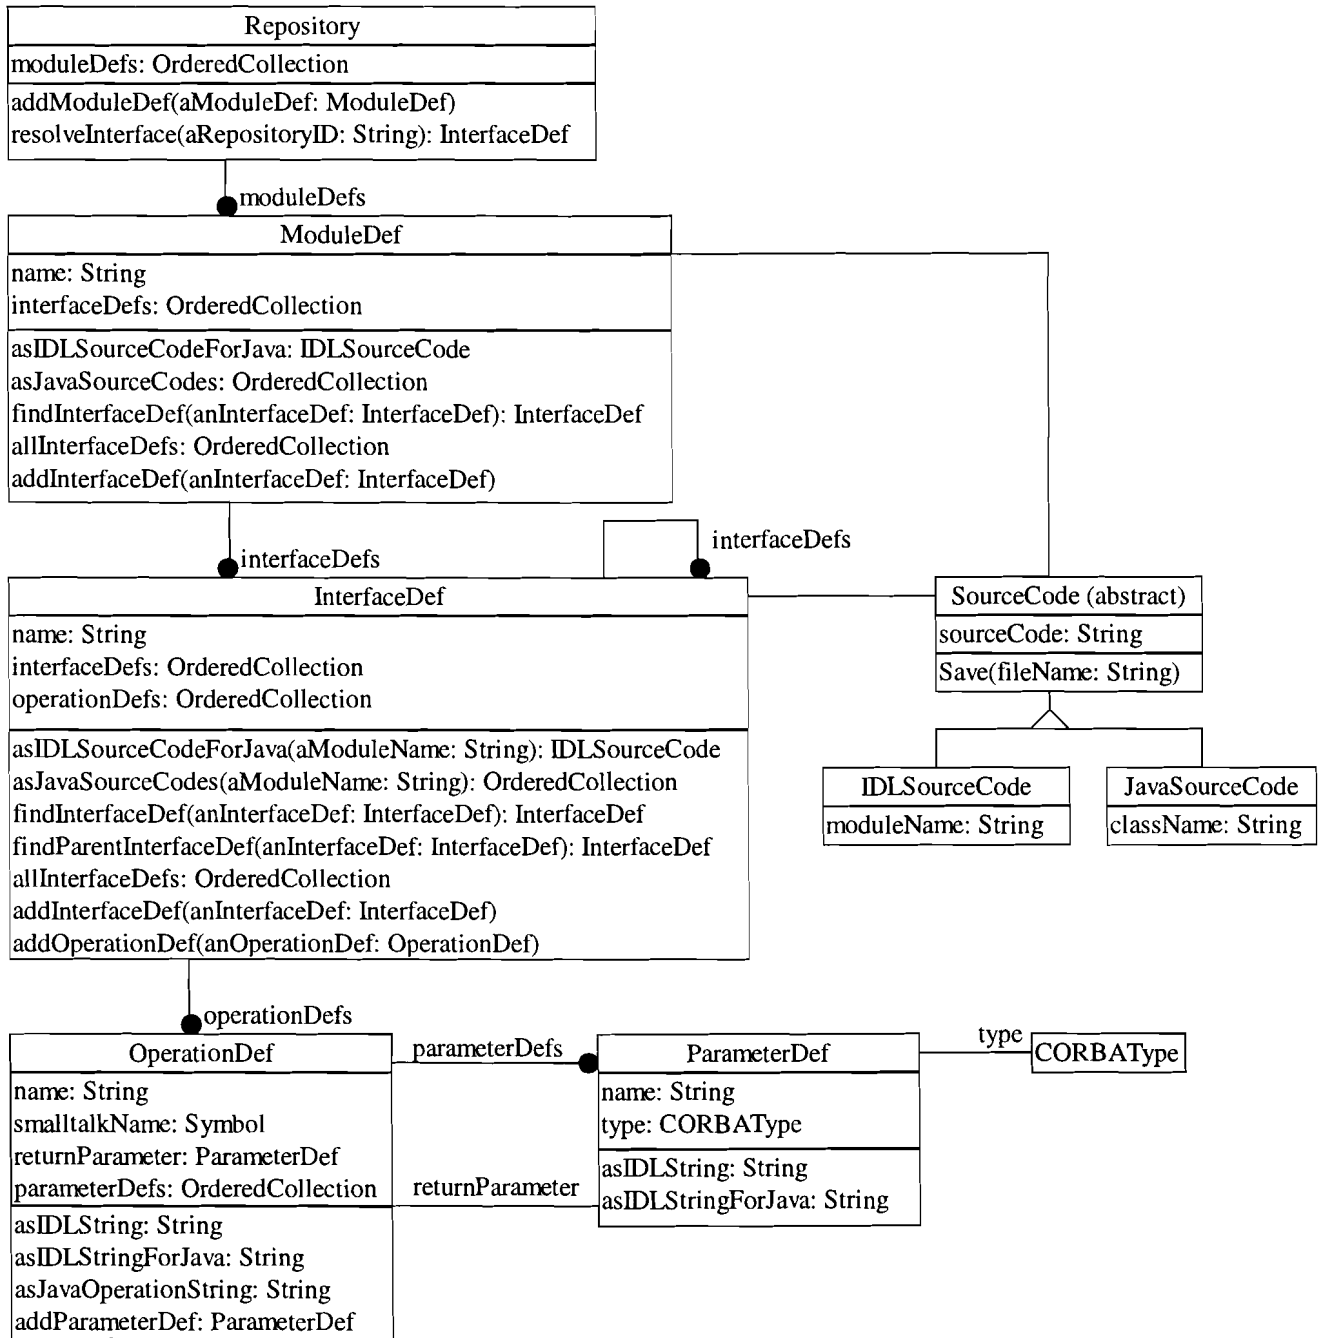 Repository
moduleDefs: OrderedCollection
addModuleDef(aModuleDef: ModuleDef)
resolveInterface(aRepositoryID: String): InterfaceDef
moduleDefs
ModuleDef
name: String
interfaceDefs: OrderedCollection
asIDLSourceCodeForJava: IDLSourceCode
asJavaSourceCodes: OrderedCollection
findInterfaceDef(anInterfaceDef: InterfaceDef): InterfaceDef
allInterfaceDefs: OrderedCollection
addInterfaceDef(anInterfaceDef: InterfaceDef)
interfaceDefs
interfaceDefs
InterfaceDef
name: String
interfaceDefs: OrderedCollection
operationDefs: OrderedCollection
asIDLSourceCodeForJava(aModuleName: String): IDLSourceCode
asJavaSourceCodes(aModuleName: String): OrderedCollection
findInterfaceDef(anInterfaceDef: InterfaceDef): InterfaceDef
findParentInterfaceDef(anInterfaceDef: InterfaceDef): InterfaceDef
allInterfaceDefs: OrderedCollection
addInterfaceDef(anInterfaceDef: InterfaceDef)
addOperationDef(anOperationDef: OperationDef)
SourceCode (abstract)
sourceCode: String
Save(fileName: String)
IDLSourceCode
moduleName: String
JavaSourceCode
className: String
operationDefs
OperationDef
name: String
smalltalkName: Symbol
returnParameter: ParameterDef
parameterDefs: OrderedCollection
asIDLString: String
asIDLStringForJava: String
asJavaOperationString: String
addParameterDef: ParameterDef
parameterDefs
returnParameter
ParameterDef
name: String
type: CORBAType
asIDLString: String
asIDLStringForJava: String
type
CORBAType